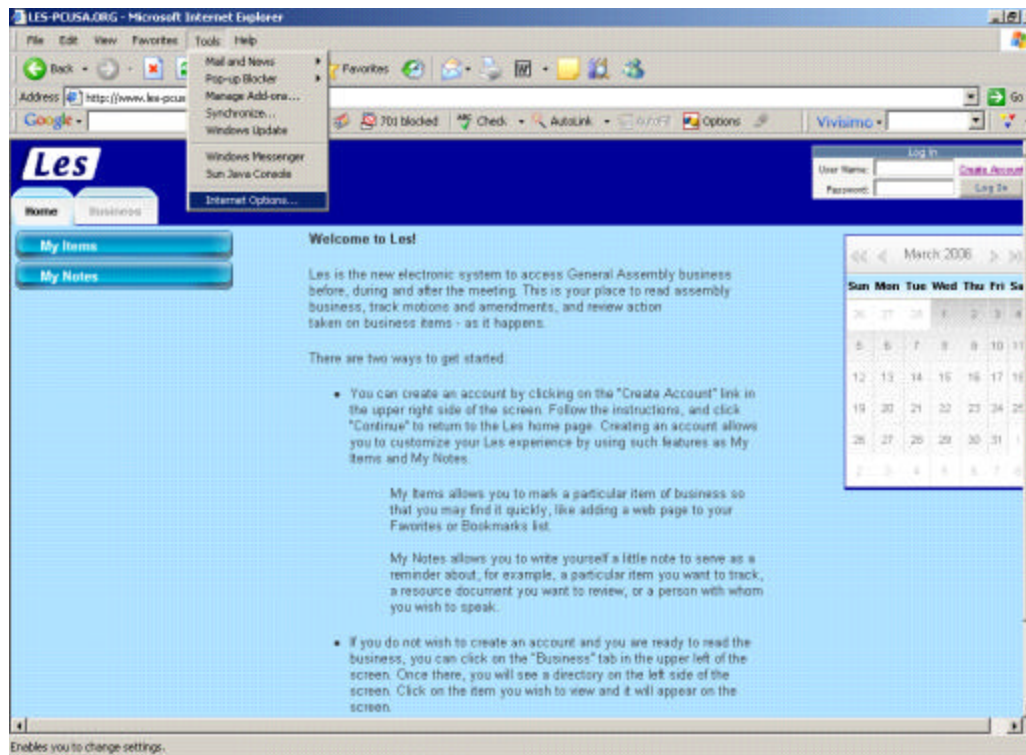 LES-PCUSA.ORG - Microsoft Internet Explorer
File Edit View Favorites Tools Help
Mail and News
Pop-up Blocker
Manage Add-ons...
Synchronize...
Windows Update
Windows Messenger
Sun Java Console
Internet Options...
Back Favorites
Address http://www.les-pcus Go
Google 701 blocked Check AutoLink AutoFill Options Vivisimo
Les
Log In
User Name: Create Account
Password: Log In
Home Business
My Items
My Notes
Welcome to Les!
Les is the new electronic system to access General Assembly business
before, during and after the meeting. This is your place to read assembly
business, track motions and amendments, and review action
taken on business items - as it happens.
There are two ways to get started:
• You can create an account by clicking on the "Create Account" link in
the upper right side of the screen. Follow the instructions, and click
"Continue" to return to the Les home page. Creating an account allows
you to customize your Les experience by using such features as My
Items and My Notes.
My Items allows you to mark a particular item of business so
that you may find it quickly, like adding a web page to your
Favorites or Bookmarks list.
My Notes allows you to write yourself a little note to serve as a
reminder about, for example, a particular item you want to track,
a resource document you want to review, or a person with whom
you wish to speak.
• If you do not wish to create an account and you are ready to read the
business, you can click on the "Business" tab in the upper left of the
screen. Once there, you will see a directory on the left side of the
screen. Click on the item you wish to view and it will appear on the
screen.
March 2006
Sun Mon Tue Wed Thu Fri Sa
26 27 28 1 2 3 4
5 6 7 8 9 10 11
12 13 14 15 16 17 18
19 20 21 22 23 24 25
26 27 28 29 30 31 1
2 3 4 5 6 7 8
Enables you to change settings.